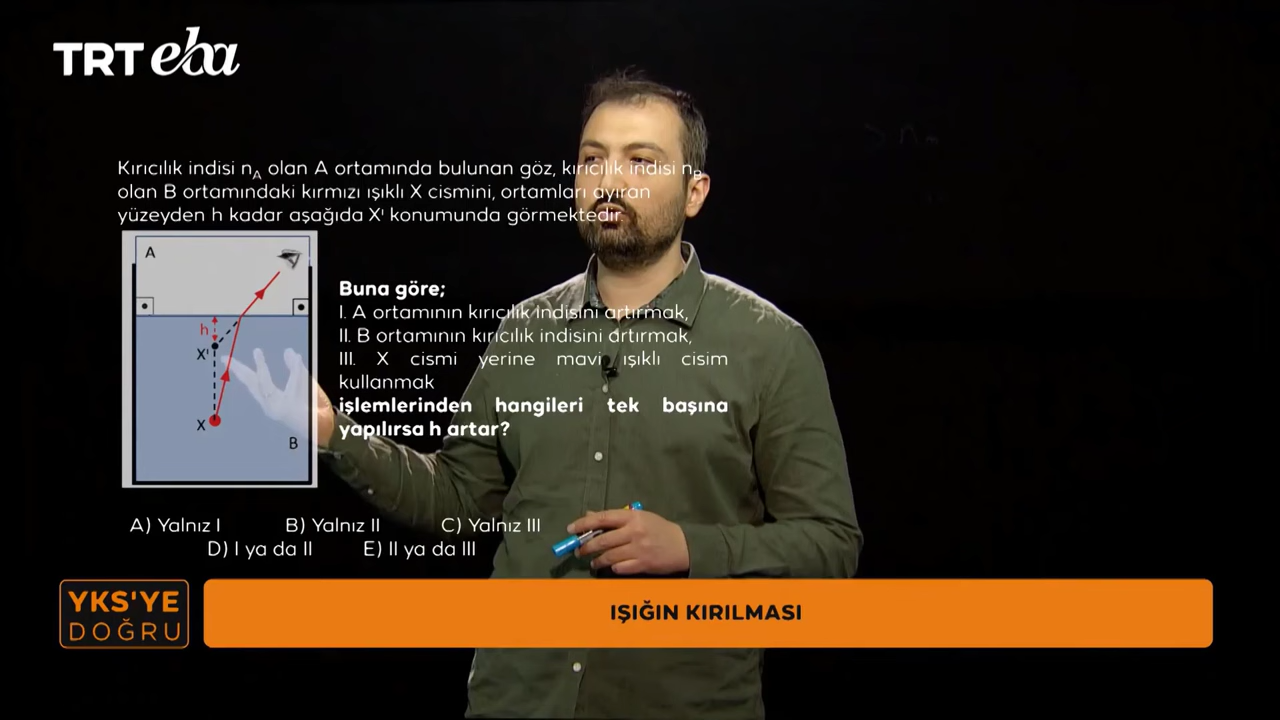 TRT eba
Kırıcılık indisi nA olan A ortamında bulunan göz, kırıcılık indisi nB
olan B ortamındaki kırmızı ışıklı X cismini, ortamları ayıran
yüzeyden h kadar aşağıda X' konumunda görmektedir.
A
h
X'
X
B
Buna göre;
I. A ortamının kırıcılık indisini artırmak,
II. B ortamının kırıcılık indisini artırmak,
III. X cismi yerine mavi ışıklı cisim
kullanmak
işlemlerinden hangileri tek başına
yapılırsa h artar?
A) Yalnız I B) Yalnız II C) Yalnız III
D) I ya da II E) II ya da III
YKS'YE
DOĞRU
IŞIĞIN KIRILMASI